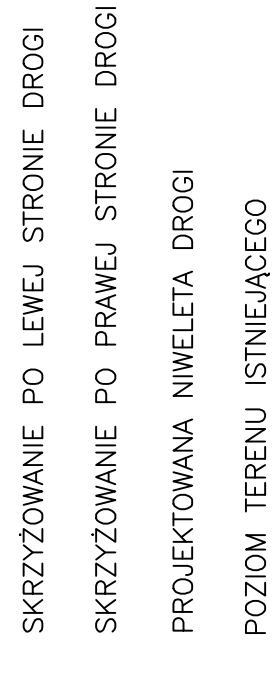 SKRZYŻOWANIE PO LEWEJ STRONIE DROGI
SKRZYŻOWANIE PO PRAWEJ STRONIE DROGI
PROJEKTOWANA NIWELETA DROGI
POZIOM TERENU ISTNIEJĄCEGO